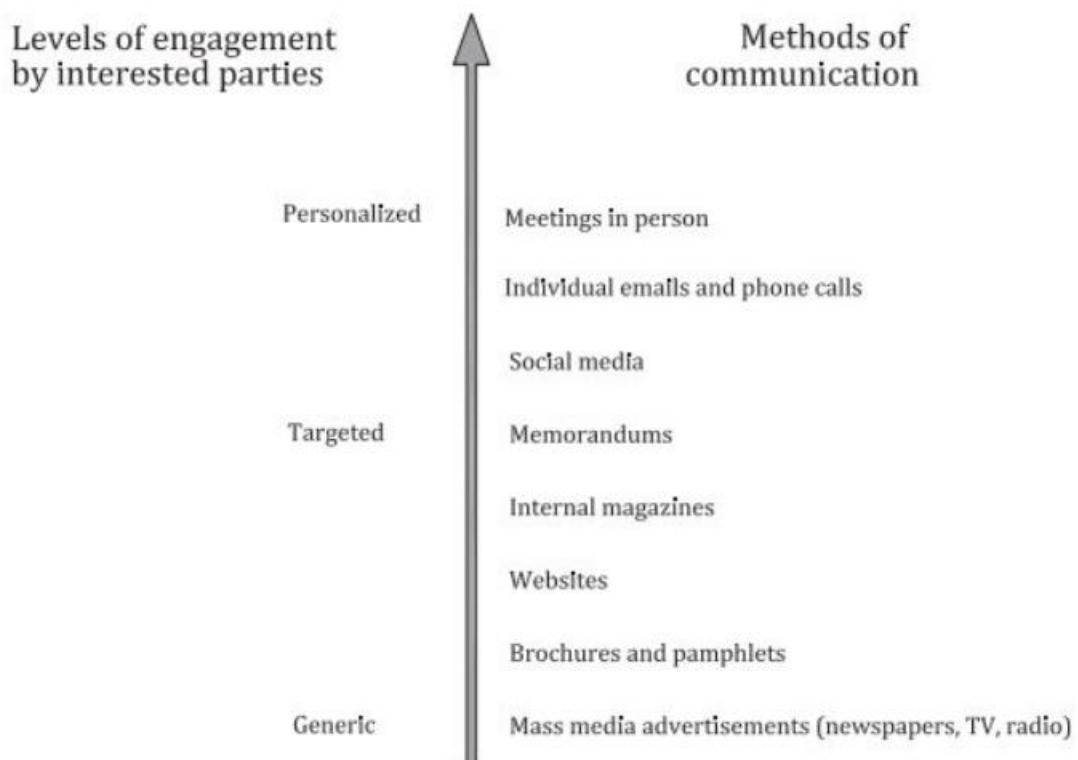 Levels of engagement
by interested parties
Methods of
communication
Personalized
Meetings in person
Individual emails and phone calls
Social media
Targeted
Memorandums
Internal magazines
Websites
Brochures and pamphlets
Generic
Mass media advertisements (newspapers, TV, radio)